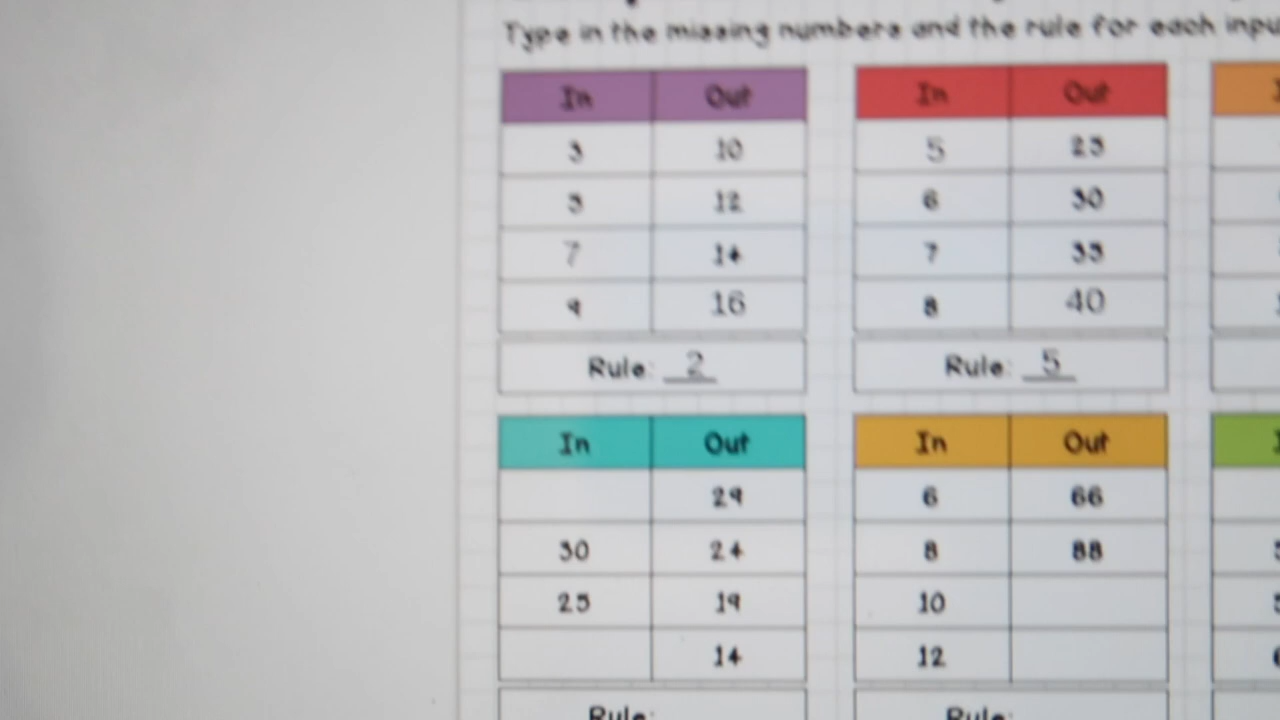 Type in the missing numbers and the rule for each inpu
In Out In Out
3 10 5 25
5 12 6 30
7 14 7 35
9 16 8 40
Rule: 2 Rule: 5
In Out In Out
29 6 66
30 24 8 88
25 19 10
14 12
Rule: Rule: